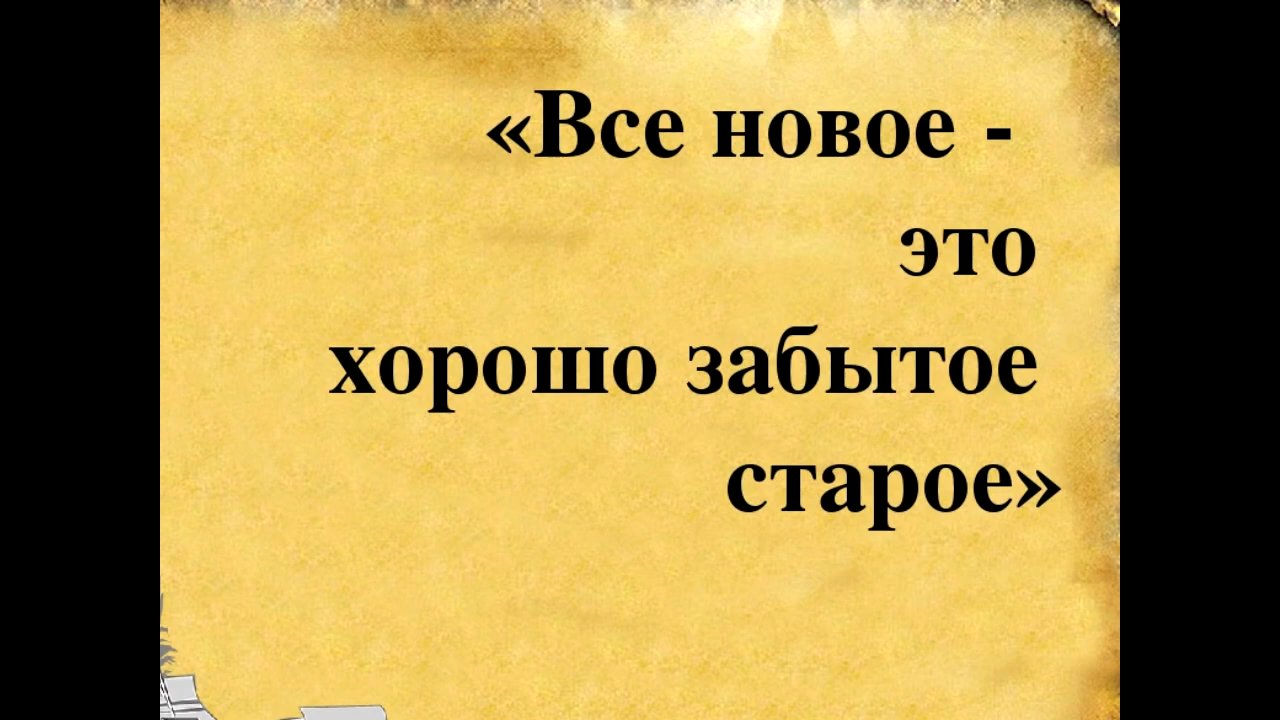 «Все новое -
это
хорошо забытое
старое»